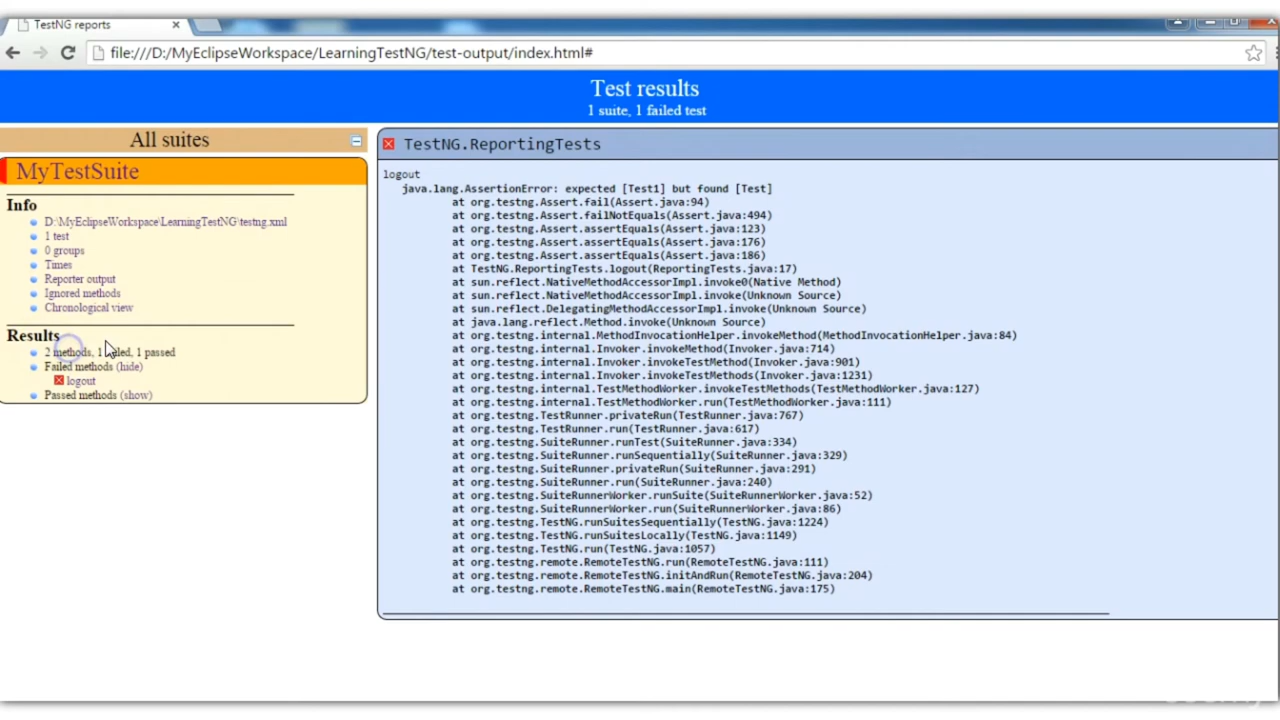 TestNG reports
file:///D:/MyEclipseWorkspace/LearningTestNG/test-output/index.html#
Test results
1 suite, 1 failed test
All suites
MyTestSuite
Info
D:\MyEclipseWorkspace\LearningTestNG\testng.xml
1 test
0 groups
Times
Reporter output
Ignored methods
Chronological view
Results
2 methods, 1 failed, 1 passed
Failed methods (hide)
logout
Passed methods (show)
TestNG.ReportingTests
logout
java.lang.AssertionError: expected [Test1] but found [Test]
at org.testng.Assert.fail(Assert.java:94)
at org.testng.Assert.failNotEquals(Assert.java:494)
at org.testng.Assert.assertEquals(Assert.java:123)
at org.testng.Assert.assertEquals(Assert.java:176)
at org.testng.Assert.assertEquals(Assert.java:186)
at TestNG.ReportingTests.logout(ReportingTests.java:17)
at sun.reflect.NativeMethodAccessorImpl.invoke0(Native Method)
at sun.reflect.NativeMethodAccessorImpl.invoke(Unknown Source)
at sun.reflect.DelegatingMethodAccessorImpl.invoke(Unknown Source)
at java.lang.reflect.Method.invoke(Unknown Source)
at org.testng.internal.MethodInvocationHelper.invokeMethod(MethodInvocationHelper.java:84)
at org.testng.internal.Invoker.invokeMethod(Invoker.java:714)
at org.testng.internal.Invoker.invokeTestMethod(Invoker.java:901)
at org.testng.internal.Invoker.invokeTestMethods(Invoker.java:1231)
at org.testng.internal.TestMethodWorker.invokeTestMethods(TestMethodWorker.java:127)
at org.testng.internal.TestMethodWorker.run(TestMethodWorker.java:111)
at org.testng.TestRunner.privateRun(TestRunner.java:767)
at org.testng.TestRunner.run(TestRunner.java:617)
at org.testng.SuiteRunner.runTest(SuiteRunner.java:334)
at org.testng.SuiteRunner.runSequentially(SuiteRunner.java:329)
at org.testng.SuiteRunner.privateRun(SuiteRunner.java:291)
at org.testng.SuiteRunner.run(SuiteRunner.java:240)
at org.testng.SuiteRunnerWorker.runSuite(SuiteRunnerWorker.java:52)
at org.testng.SuiteRunnerWorker.run(SuiteRunnerWorker.java:86)
at org.testng.TestNG.runSuitesSequentially(TestNG.java:1224)
at org.testng.TestNG.runSuitesLocally(TestNG.java:1149)
at org.testng.TestNG.run(TestNG.java:1057)
at org.testng.remote.RemoteTestNG.run(RemoteTestNG.java:111)
at org.testng.remote.RemoteTestNG.initAndRun(RemoteTestNG.java:204)
at org.testng.remote.RemoteTestNG.main(RemoteTestNG.java:175)